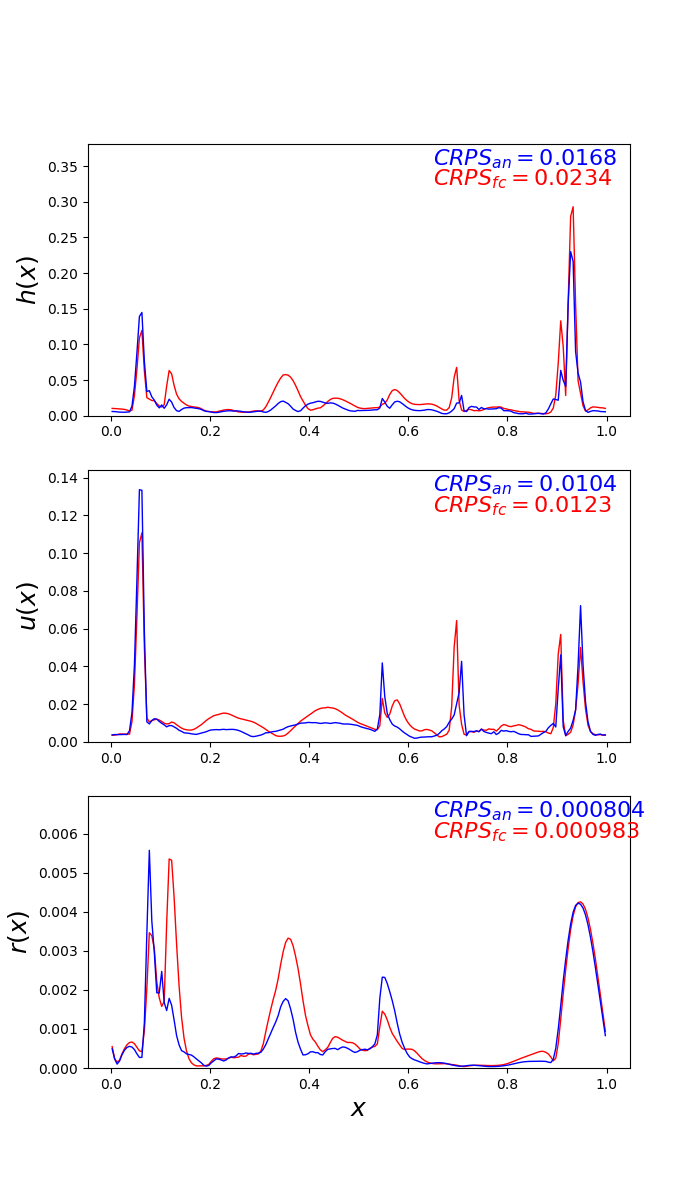 CRPS_an = 0.0168
CRPS_fc = 0.0234
0.35
0.30
0.25
0.20
0.15
0.10
0.05
0.00
h(x)
0.0 0.2 0.4 0.6 0.8 1.0
CRPS_an = 0.0104
CRPS_fc = 0.0123
0.14
0.12
0.10
0.08
0.06
0.04
0.02
0.00
u(x)
0.0 0.2 0.4 0.6 0.8 1.0
CRPS_an = 0.000804
CRPS_fc = 0.000983
0.006
0.005
0.004
0.003
0.002
0.001
0.000
r(x)
0.0 0.2 0.4 0.6 0.8 1.0
x